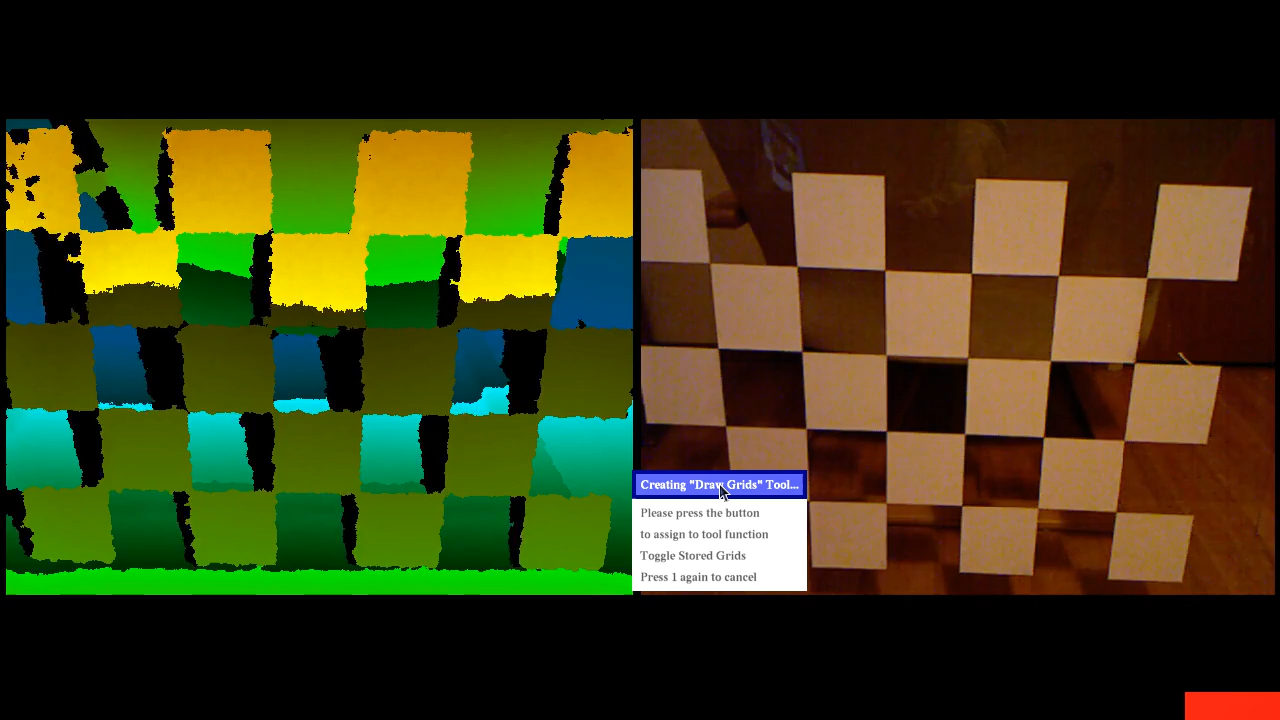 Creating "Draw Grids" Tool...
Please press the button
to assign to tool function
Toggle Stored Grids
Press 1 again to cancel